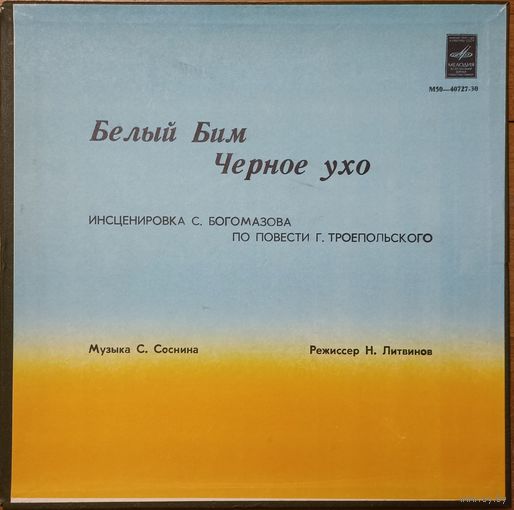 МЕЛОДИЯ
М50—40727-30
Белый Бим
Черное ухо
ИНСЦЕНИРОВКА С. БОГОМАЗОВА
ПО ПОВЕСТИ Г. ТРОЕПОЛЬСКОГО
Музыка С. Соснина
Режиссер Н. Литвинов